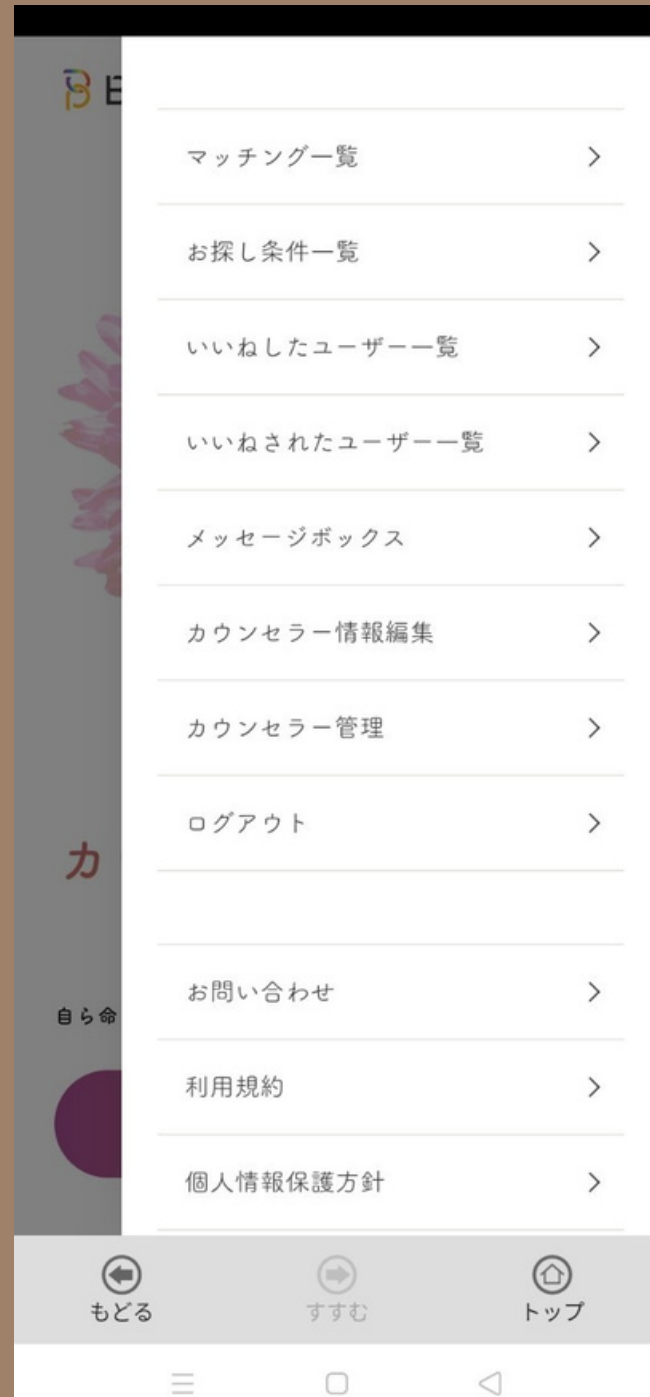 マッチング一覧
お探し条件一覧
いいねしたユーザー一覧
いいねされたユーザー一覧
メッセージボックス
カウンセラー情報編集
カウンセラー管理
ログアウト
カ
お問い合わせ
自ら命
利用規約
個人情報保護方針
もどる
すすむ
トップ